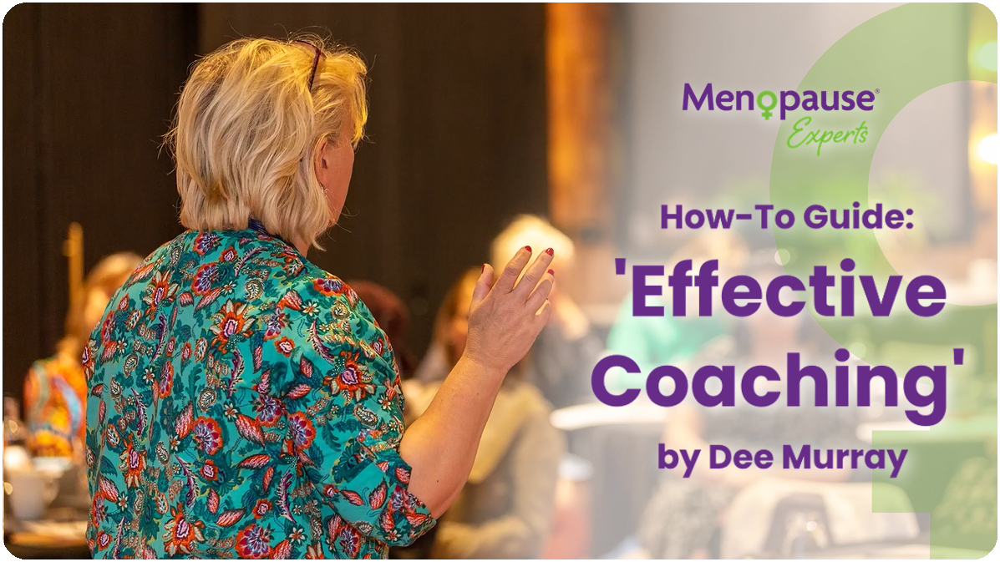 Menopause®
Experts
How-To Guide:
'Effective
Coaching'
by Dee Murray